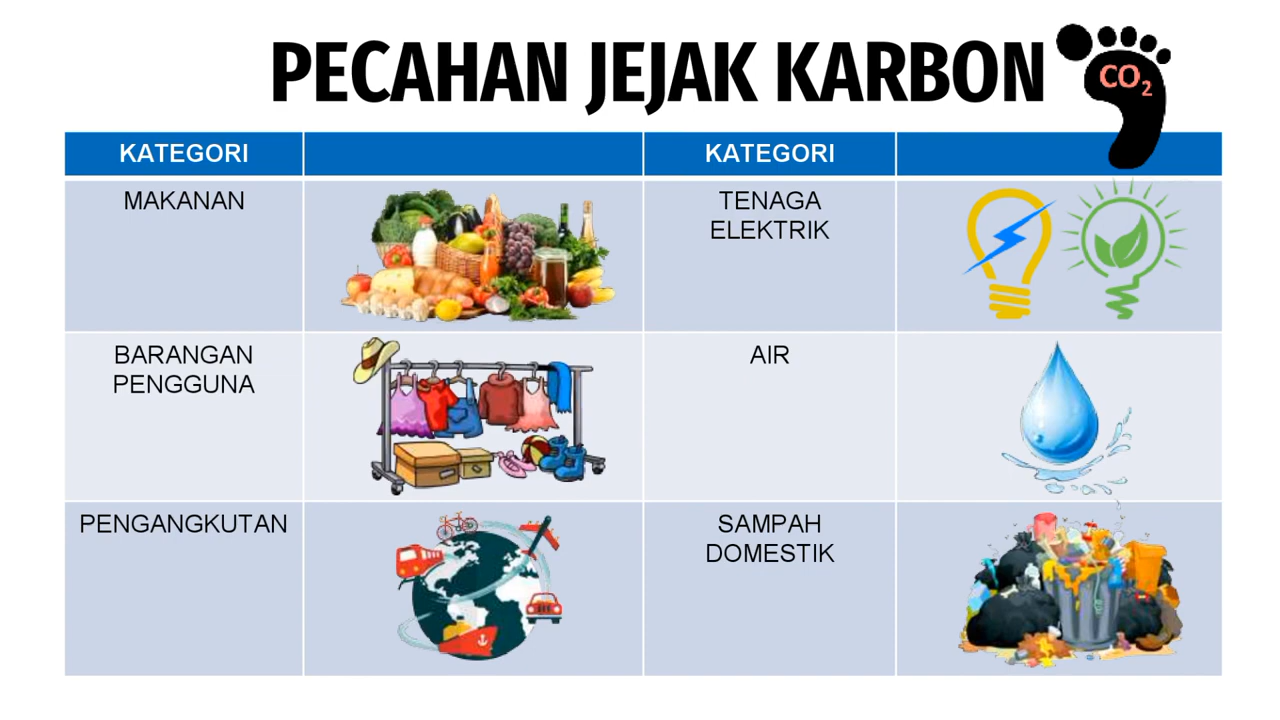 PECAHAN JEJAK KARBON
CO₂
KATEGORI
KATEGORI
MAKANAN
TENAGA
ELEKTRIK
BARANGAN
PENGGUNA
AIR
PENGANGKUTAN
SAMPAH
DOMESTIK